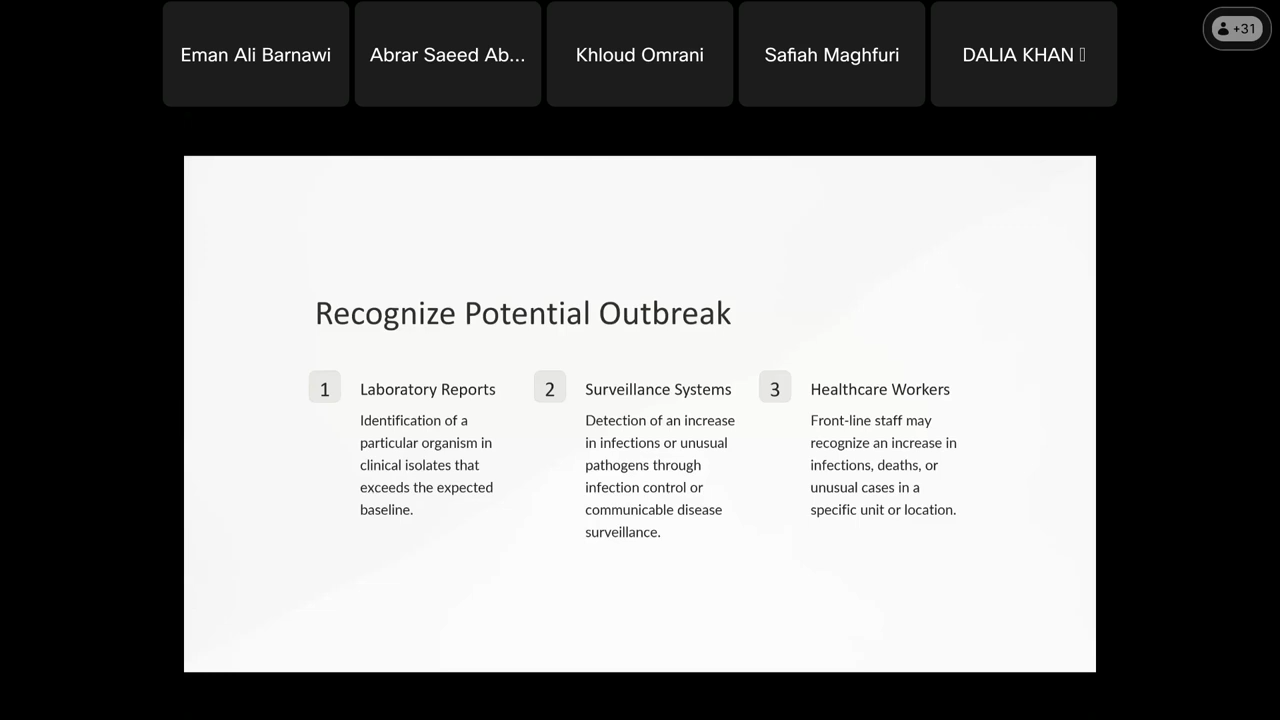 Eman Ali Barnawi
Abrar Saeed Ab...
Khloud Omrani
Safiah Maghfuri
DALIA KHAN
+31
Recognize Potential Outbreak
1
Laboratory Reports
Identification of a
particular organism in
clinical isolates that
exceeds the expected
baseline.
2
Surveillance Systems
Detection of an increase
in infections or unusual
pathogens through
infection control or
communicable disease
surveillance.
3
Healthcare Workers
Front-line staff may
recognize an increase in
infections, deaths, or
unusual cases in a
specific unit or location.